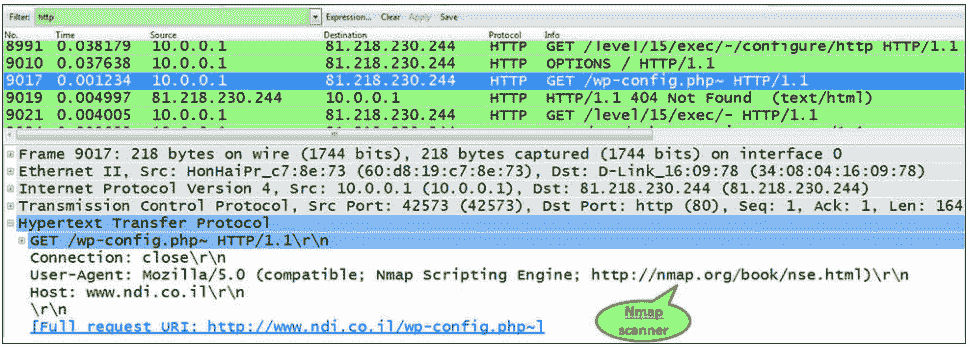 Filter: http Expression... Clear Apply Save
No. Time Source Destination Protocol Info
8991 0.038179 10.0.0.1 81.218.230.244 HTTP GET /level/15/exec/-/configure/http HTTP/1.1
9010 0.037638 10.0.0.1 81.218.230.244 HTTP OPTIONS / HTTP/1.1
9017 0.001234 10.0.0.1 81.218.230.244 HTTP GET /wp-config.php~ HTTP/1.1
9019 0.004997 81.218.230.244 10.0.0.1 HTTP HTTP/1.1 404 Not Found (text/html)
9021 0.004005 10.0.0.1 81.218.230.244 HTTP GET /level/15/exec/- HTTP/1.1
Frame 9017: 218 bytes on wire (1744 bits), 218 bytes captured (1744 bits) on interface 0
Ethernet II, Src: HonHaiPr_c7:8e:73 (60:d8:19:c7:8e:73), Dst: D-Link_16:09:78 (34:08:04:16:09:78)
Internet Protocol Version 4, Src: 10.0.0.1 (10.0.0.1), Dst: 81.218.230.244 (81.218.230.244)
Transmission Control Protocol, Src Port: 42573 (42573), Dst Port: http (80), Seq: 1, Ack: 1, Len: 164
Hypertext Transfer Protocol
GET /wp-config.php~ HTTP/1.1\r\n
Connection: close\r\n
User-Agent: Mozilla/5.0 (compatible; Nmap Scripting Engine; http://nmap.org/book/nse.html)\r\n
Host: www.ndi.co.il\r\n
\r\n
[Full request URI: http://www.ndi.co.il/wp-config.php~]
Nmap
scanner